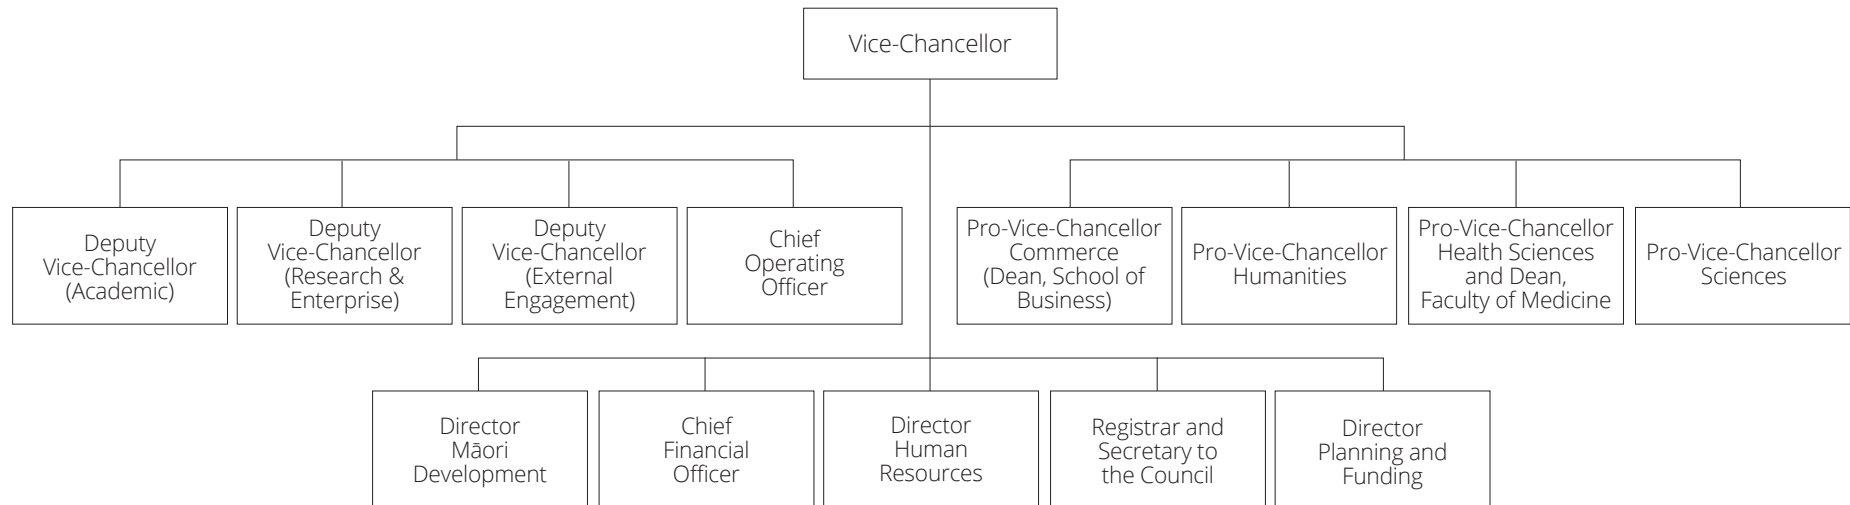 Vice-Chancellor
Deputy
Vice-Chancellor
(Academic)
Deputy
Vice-Chancellor
(Research &
Enterprise)
Deputy
Vice-Chancellor
(External
Engagement)
Chief
Operating
Officer
Pro-Vice-Chancellor
Commerce
(Dean, School of
Business)
Pro-Vice-Chancellor
Humanities
Pro-Vice-Chancellor
Health Sciences
and Dean,
Faculty of Medicine
Pro-Vice-Chancellor
Sciences
Director
Māori
Development
Chief
Financial
Officer
Director
Human
Resources
Registrar and
Secretary to
the Council
Director
Planning and
Funding